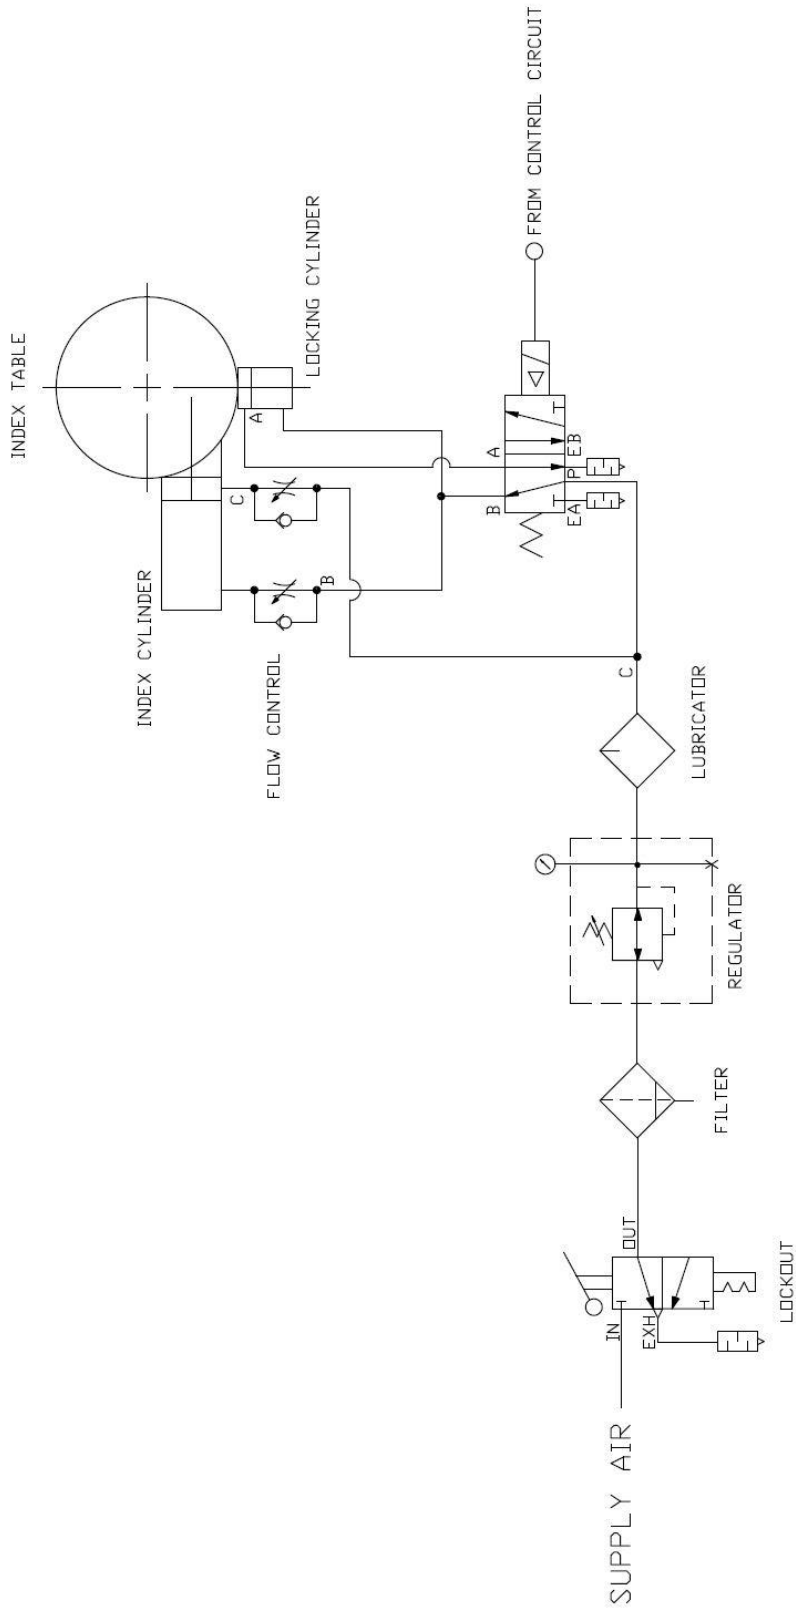 INDEX TABLE
INDEX CYLINDER
LOCKING CYLINDER
A
C
B
FLOW CONTROL
FROM CONTROL CIRCUIT
B
A
EA
P
EB
C
LUBRICATOR
REGULATOR
FILTER
OUT
IN
EXH
LOCKOUT
SUPPLY AIR